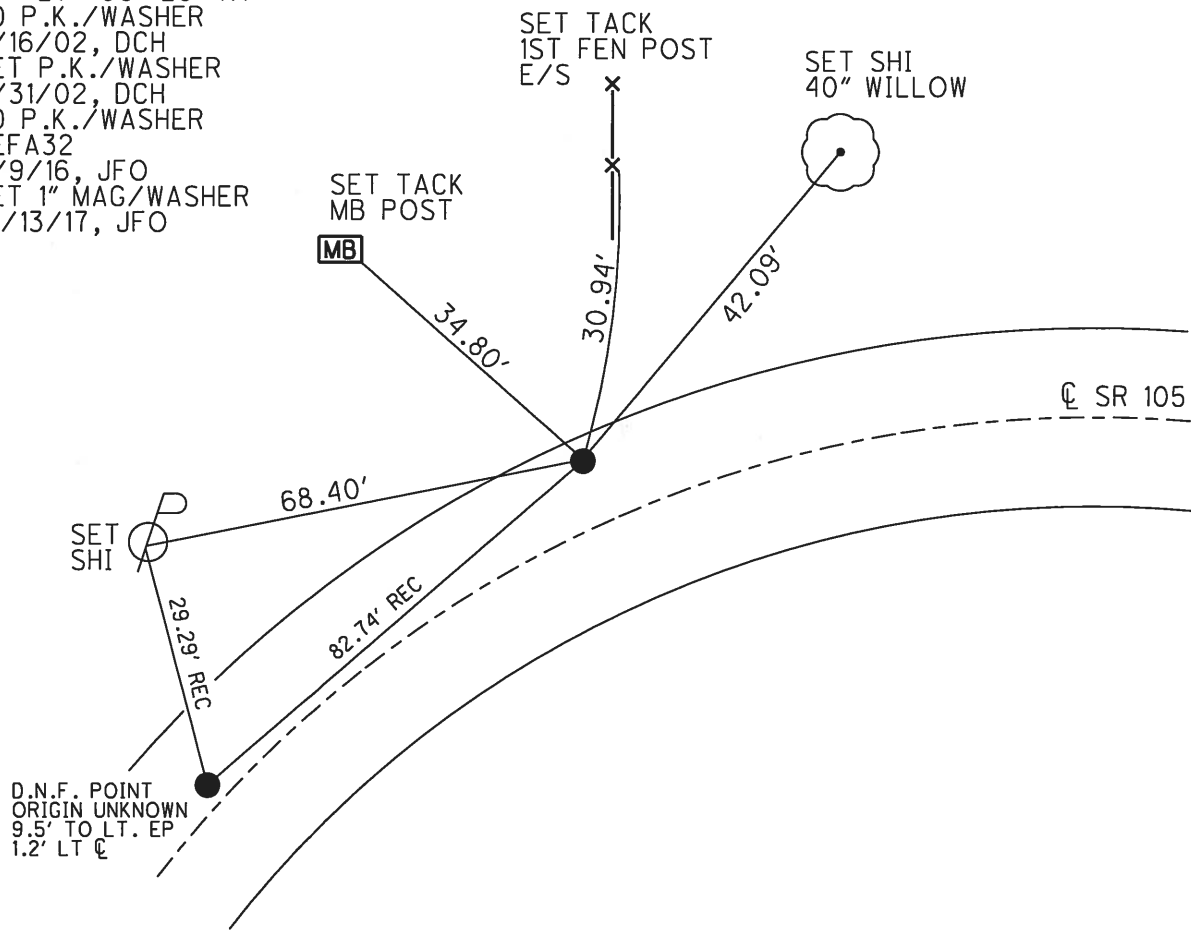 P.K./WASHER
16/02, DCH
P.K./WASHER
31/02, DCH
P.K./WASHER
EFA32
/9/16, JFO
1" MAG/WASHER
/13/17, JFO
SET TACK
1ST FEN POST
E/S
SET SHI
40" WILLOW
SET TACK
MB POST
MB
34.80'
30.94'
42.09'
℄ SR 105
68.40'
SET
SHI
82.74' REC
29.29' REC
D.N.F. POINT
ORIGIN UNKNOWN
9.5' TO LT. EP
1.2' LT ℄